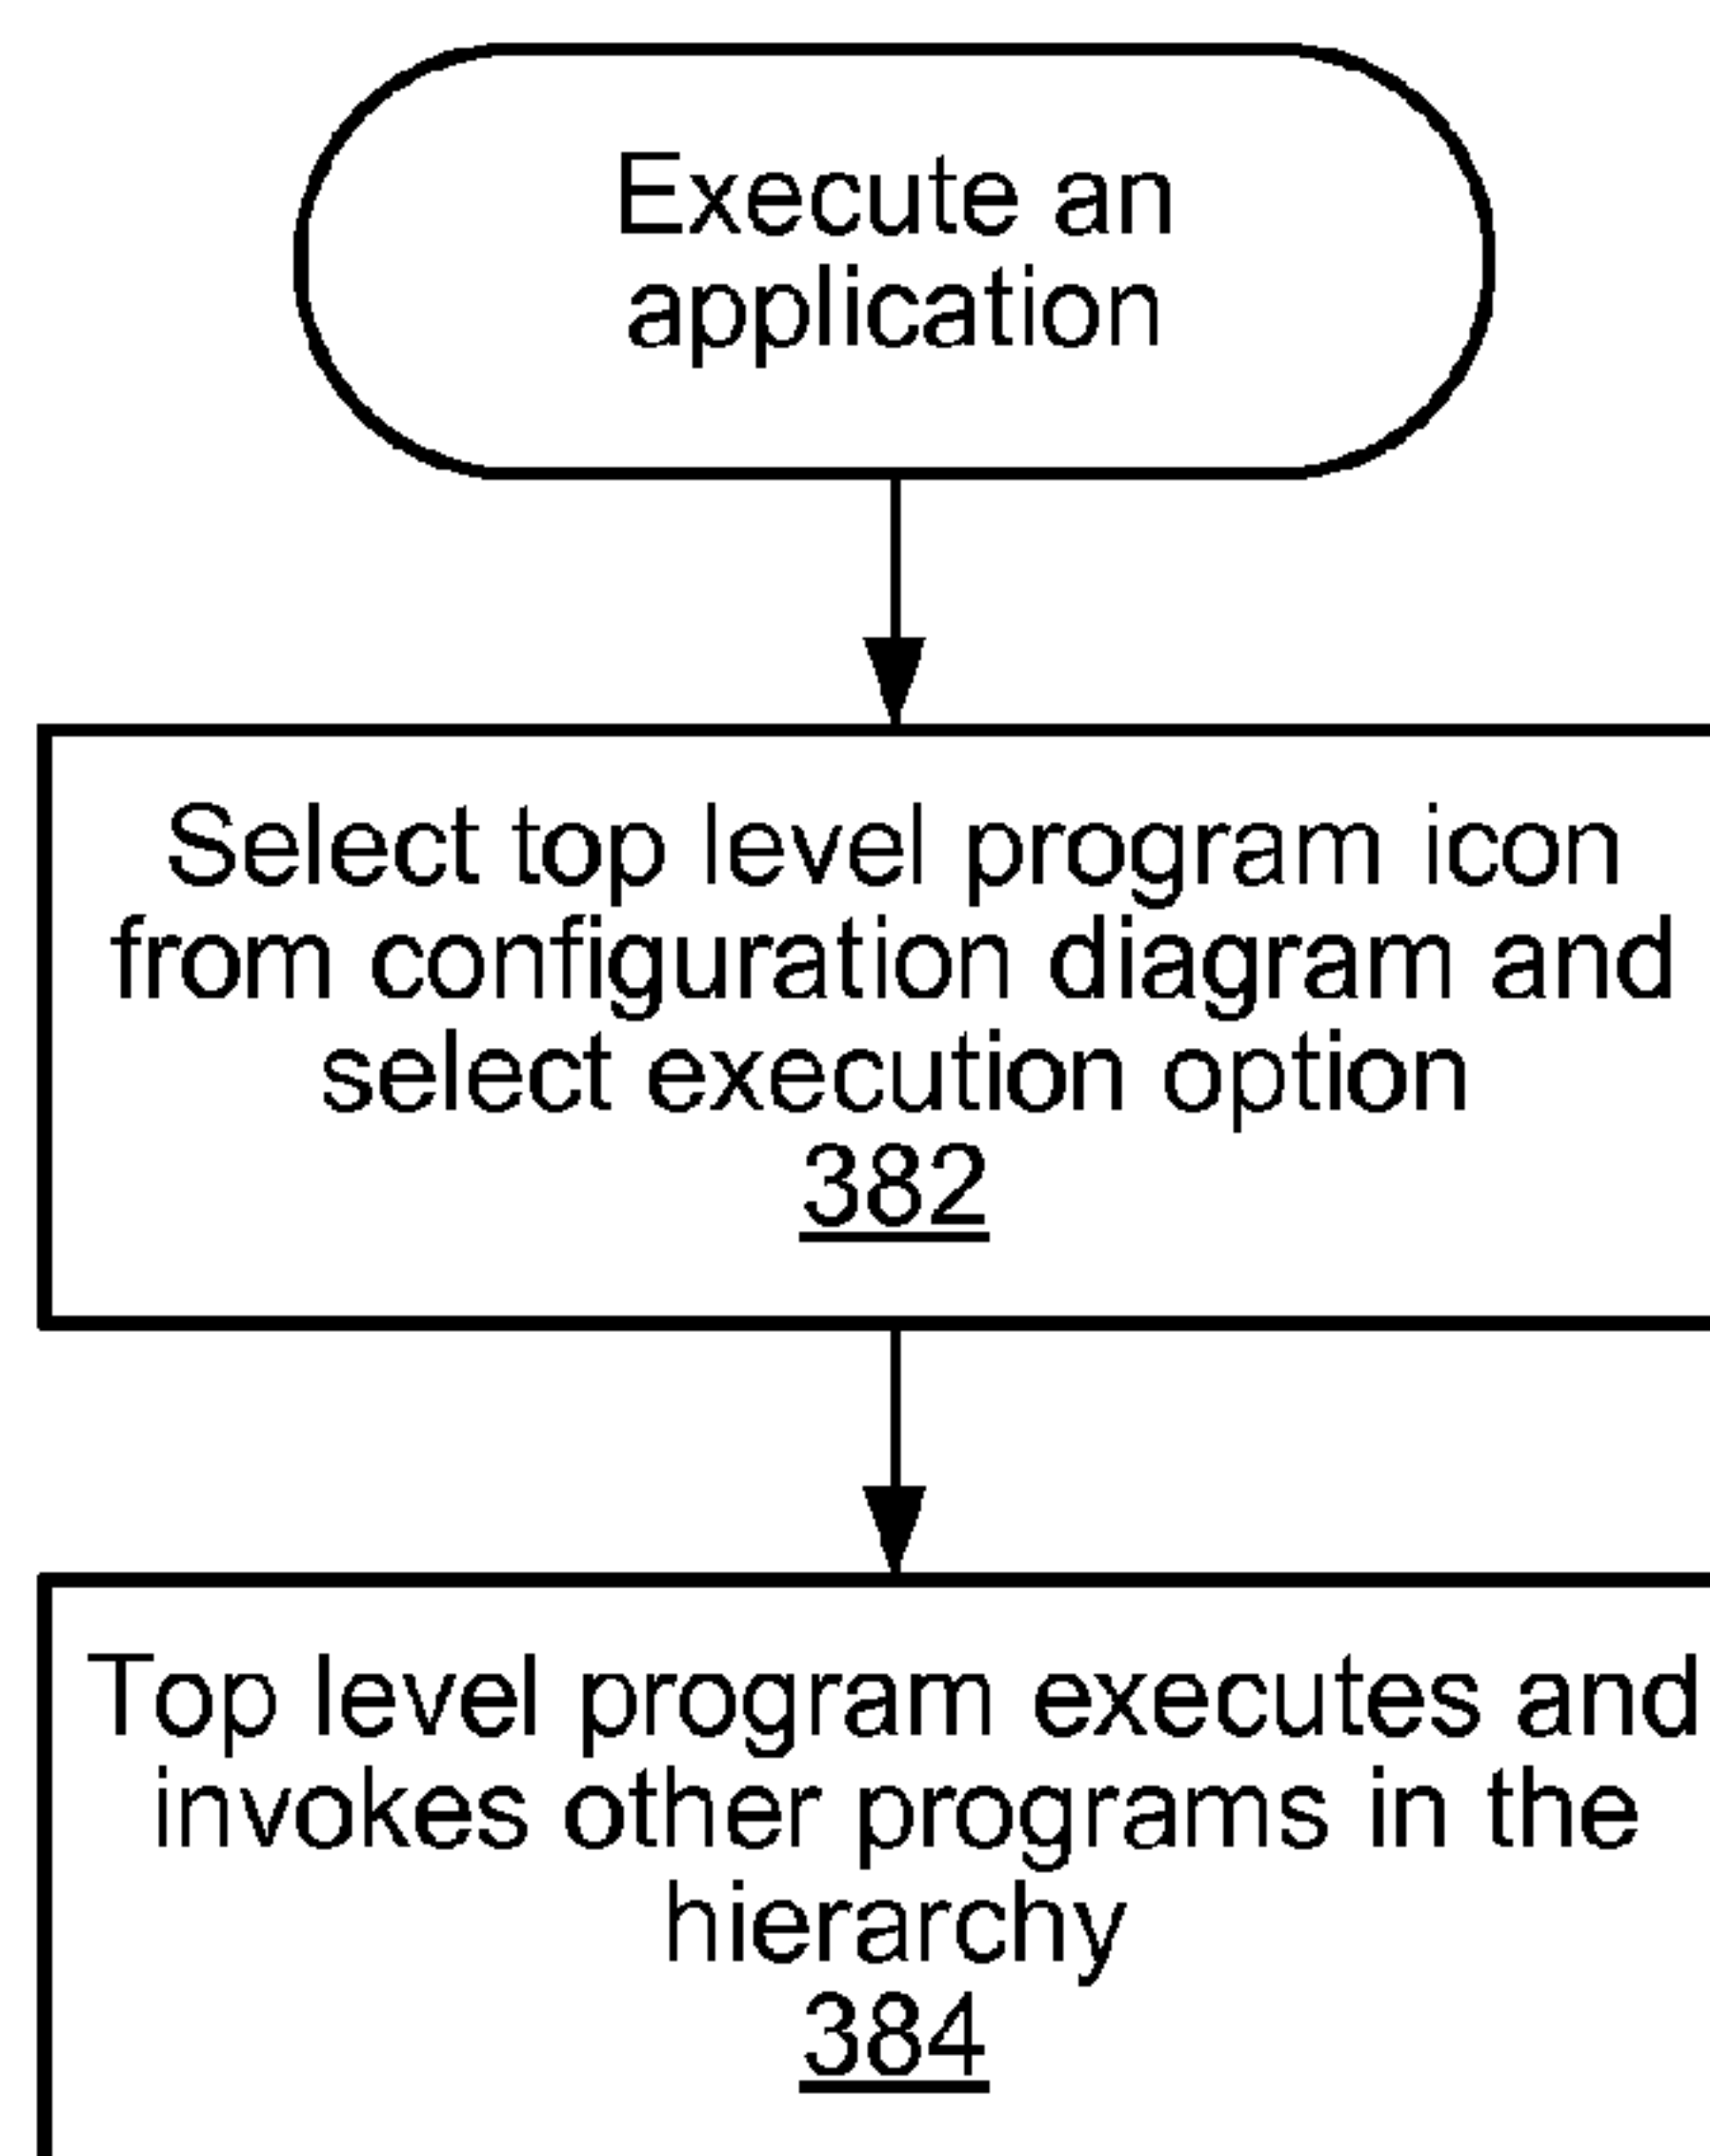 Execute an
application
Select top level program icon
from configuration diagram and
select execution option
382
Top level program executes and
invokes other programs in the
hierarchy
384